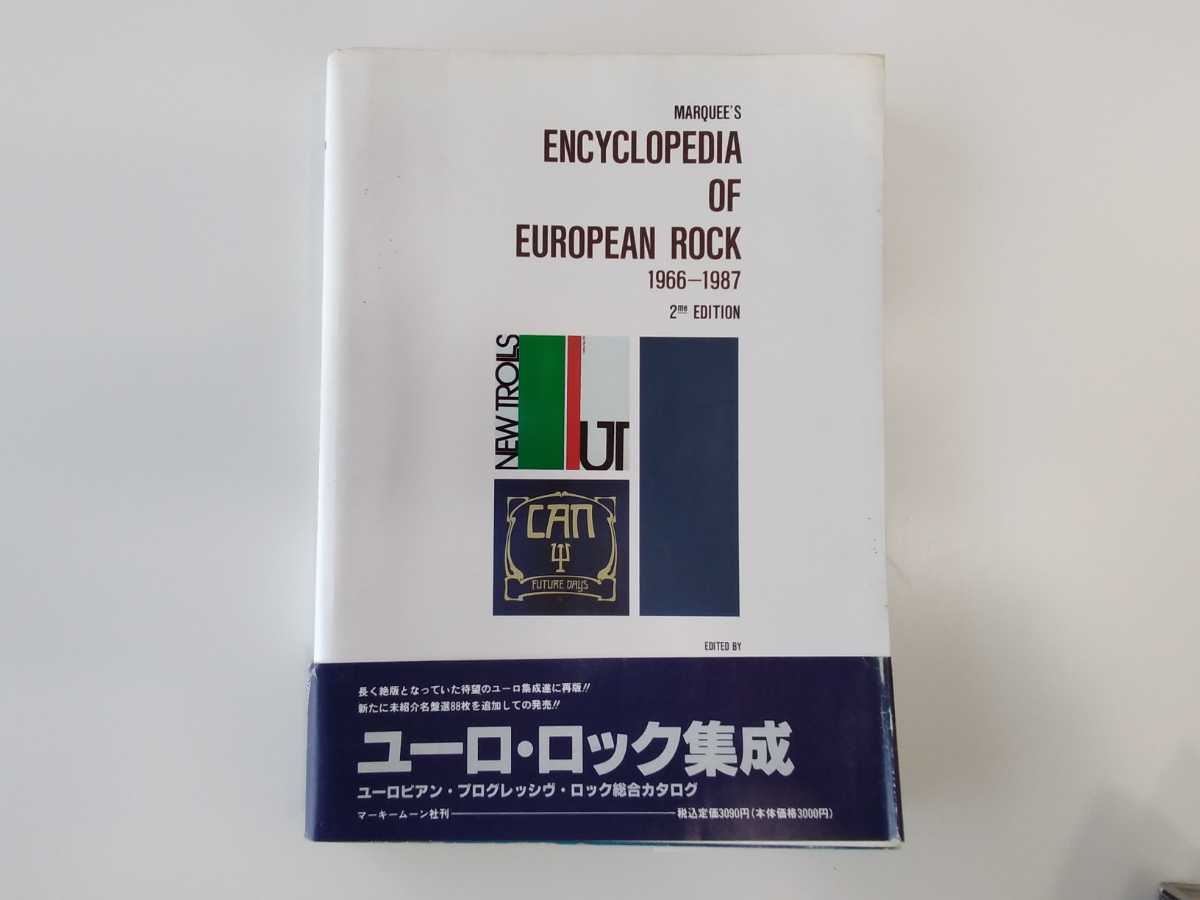 MARQUEE'S
ENCYCLOPEDIA
OF
EUROPEAN ROCK
1966—1987
2me EDITION
NEW TROLLS
UT
CAN
FUTURE DAYS
EDITED BY
長く絶版となっていた待望のユーロ集成遂に再版!!
新たに未紹介名盤選88枚を追加しての発売!!
ユーロ・ロック集成
ユーロピアン・プログレッシヴ・ロック総合カタログ
マーキームーン社刊――税込定価3090円(本体価格3000円)